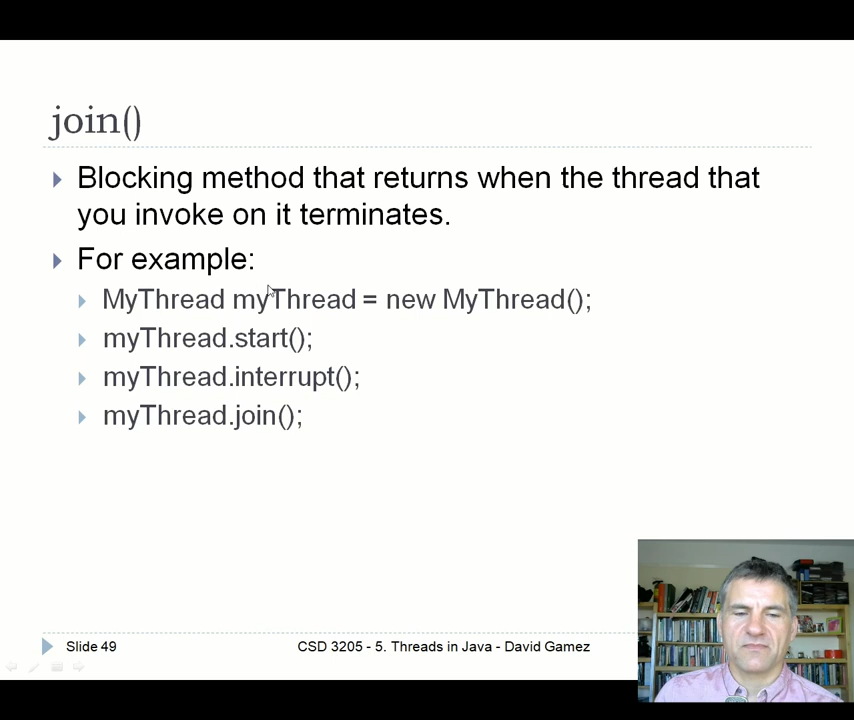 join()
Blocking method that returns when the thread that
you invoke on it terminates.
For example:
MyThread myThread = new MyThread();
myThread.start();
myThread.interrupt();
myThread.join();
Slide 49
CSD 3205 - 5. Threads in Java - David Gamez